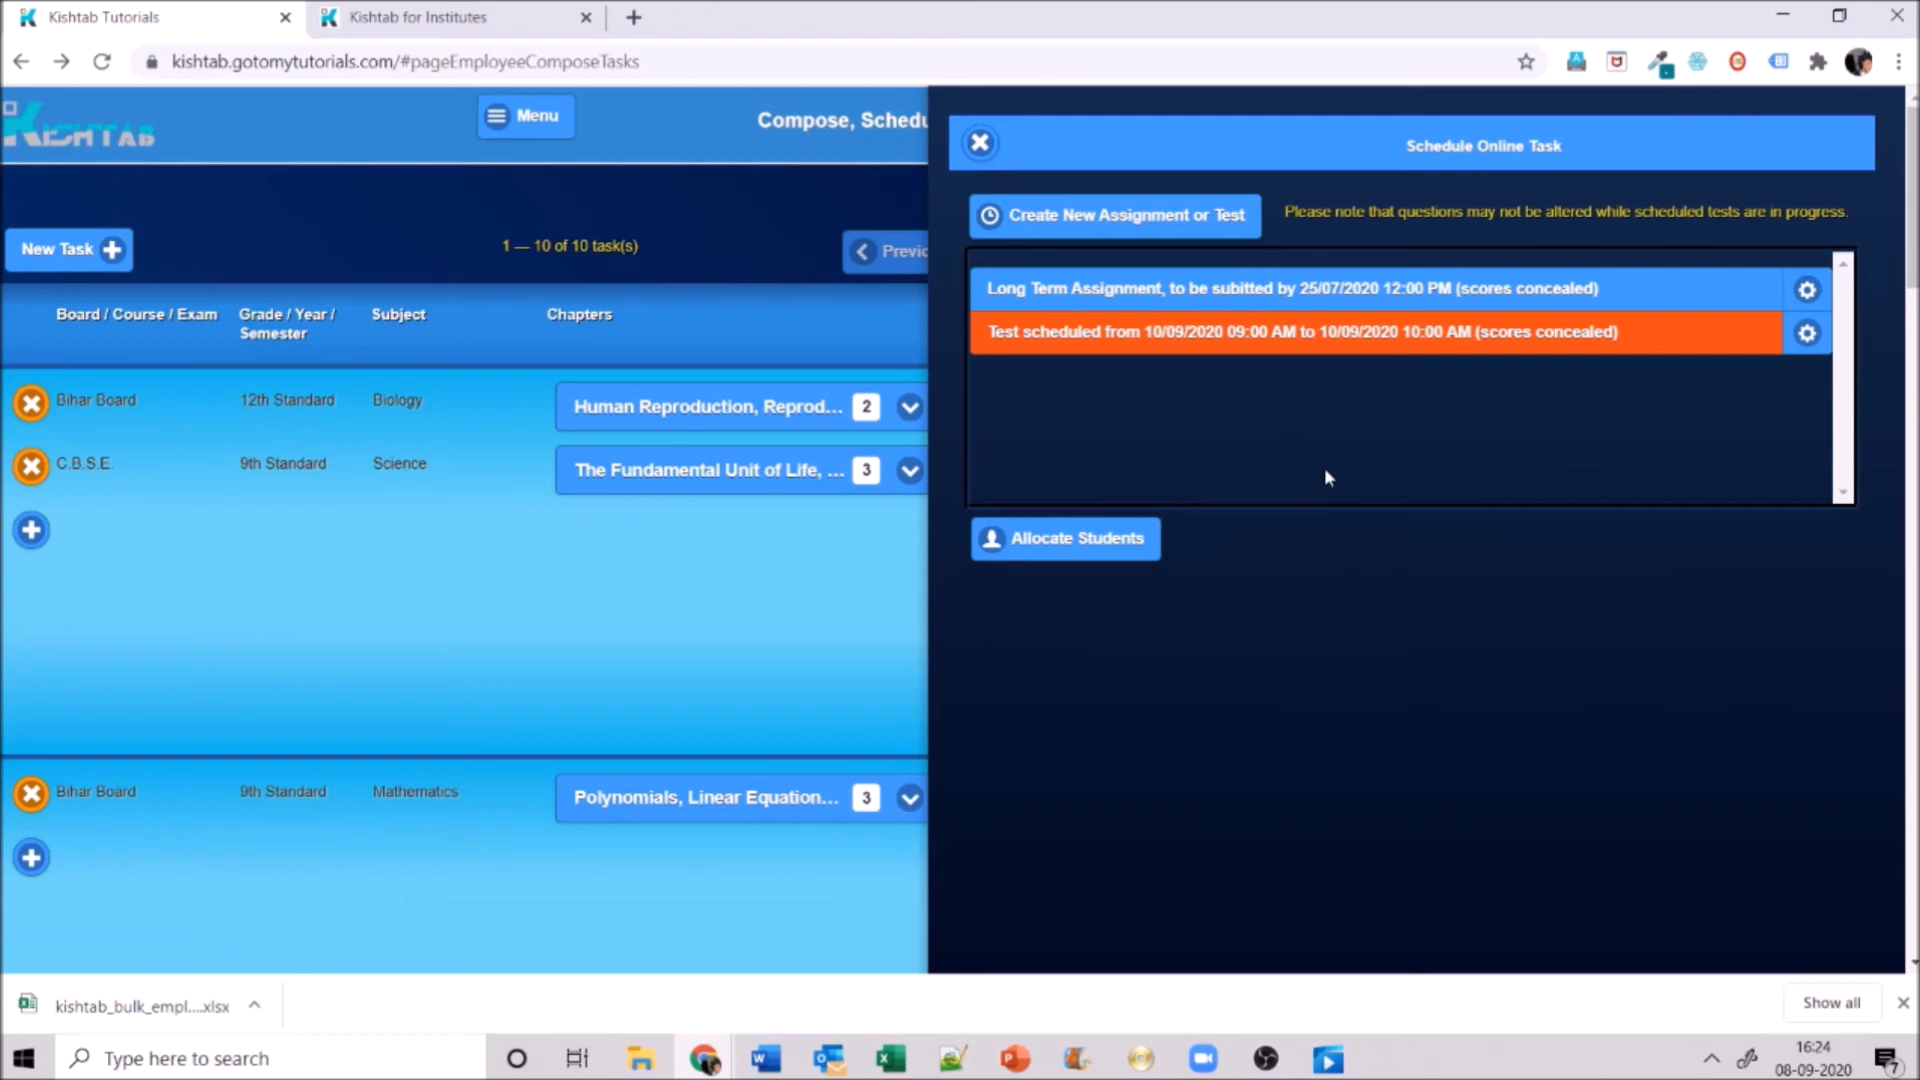 Kishtab Tutorials
Kishtab for Institutes
kishtab.gotomytutorials.com/#pageEmployeeComposeTasks
KISHTAB
Menu
Compose, Schedu
Schedule Online Task
Create New Assignment or Test
Please note that questions may not be altered while scheduled tests are in progress.
New Task
1 — 10 of 10 task(s)
Previo
Long Term Assignment, to be subitted by 25/07/2020 12:00 PM (scores concealed)
Test scheduled from 10/09/2020 09:00 AM to 10/09/2020 10:00 AM (scores concealed)
Board / Course / Exam
Grade / Year /
Semester
Subject
Chapters
Bihar Board
12th Standard
Biology
Human Reproduction, Reprod... 2
C.B.S.E.
9th Standard
Science
The Fundamental Unit of Life, ... 3
Allocate Students
Bihar Board
9th Standard
Mathematics
Polynomials, Linear Equation... 3
kishtab_bulk_empl....xlsx
Show all
Type here to search
16:24
08-09-2020
7